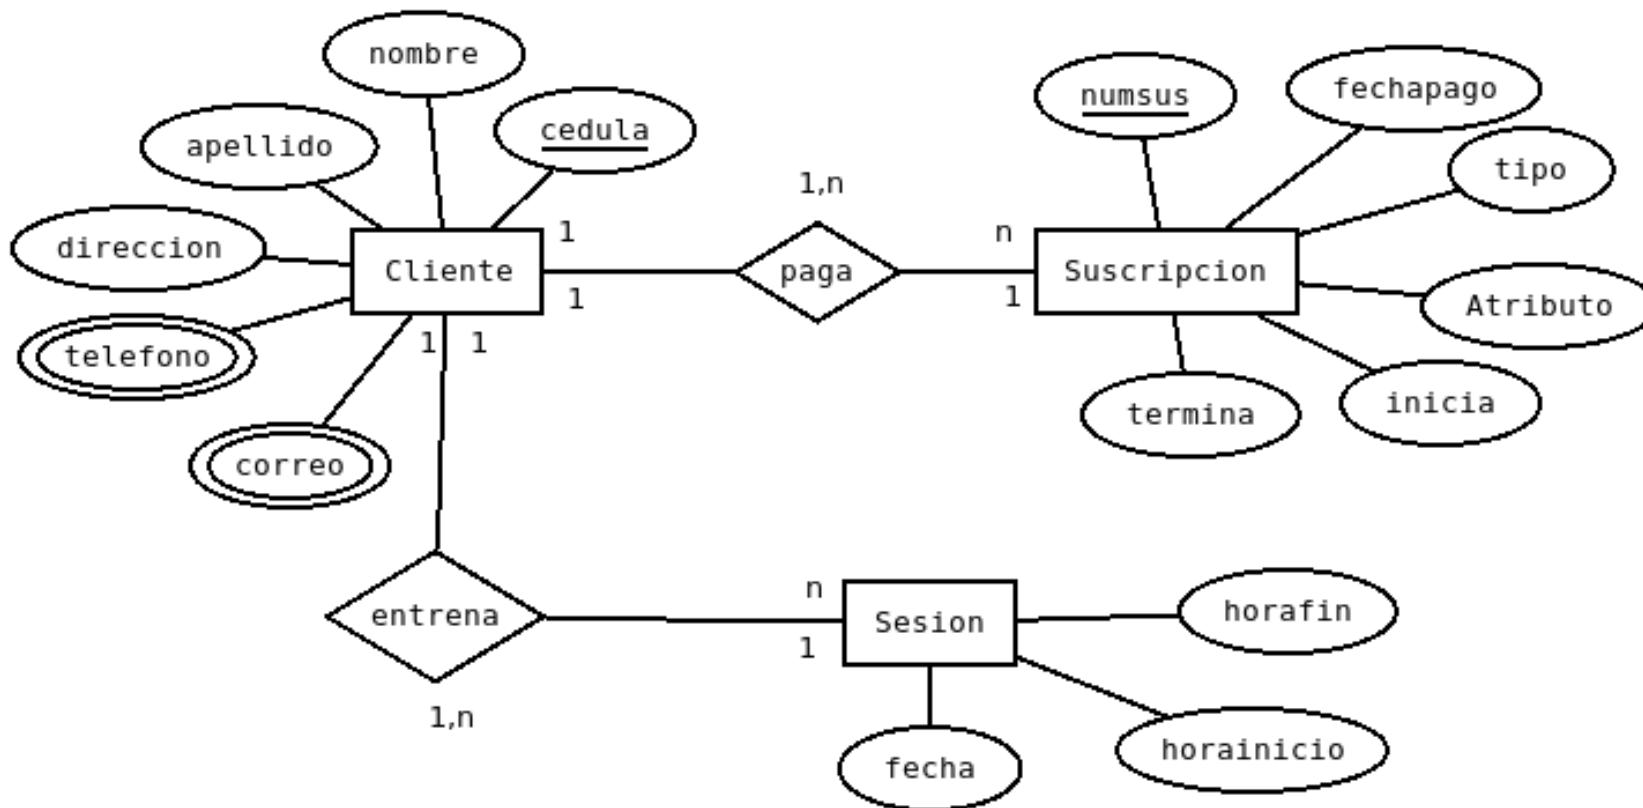 nombre
cedula
apellido
direccion
telefono
correo
Cliente
1
1
1
1
1,n
paga
n
1
Suscripcion
numsus
fechapago
tipo
Atributo
inicia
termina
entrena
1,n
n
1
Sesion
horafin
horainicio
fecha